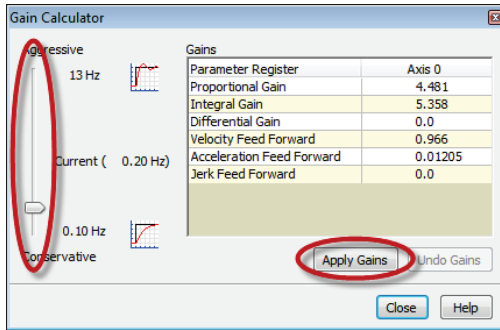 Gain Calculator
Aggressive
13 Hz
Current ( 0.20 Hz)
0.10 Hz
Conservative
Gains
Parameter Register Axis 0
Proportional Gain 4.481
Integral Gain 5.358
Differential Gain 0.0
Velocity Feed Forward 0.966
Acceleration Feed Forward 0.01205
Jerk Feed Forward 0.0
Apply Gains Undo Gains
Close Help